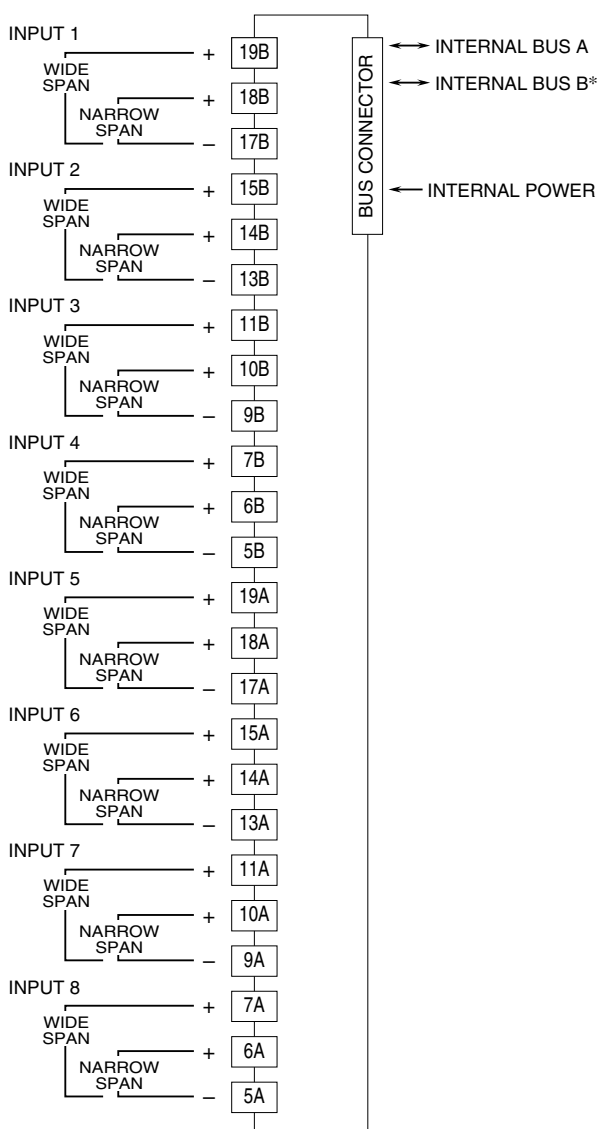 INPUT 1
WIDE
SPAN
+ 19B
NARROW
SPAN
+ 18B
– 17B
INPUT 2
WIDE
SPAN
+ 15B
NARROW
SPAN
+ 14B
– 13B
INPUT 3
WIDE
SPAN
+ 11B
NARROW
SPAN
+ 10B
– 9B
INPUT 4
WIDE
SPAN
+ 7B
NARROW
SPAN
+ 6B
– 5B
INPUT 5
WIDE
SPAN
+ 19A
NARROW
SPAN
+ 18A
– 17A
INPUT 6
WIDE
SPAN
+ 15A
NARROW
SPAN
+ 14A
– 13A
INPUT 7
WIDE
SPAN
+ 11A
NARROW
SPAN
+ 10A
– 9A
INPUT 8
WIDE
SPAN
+ 7A
NARROW
SPAN
+ 6A
– 5A
BUS CONNECTOR
INTERNAL BUS A
INTERNAL BUS B*
INTERNAL POWER